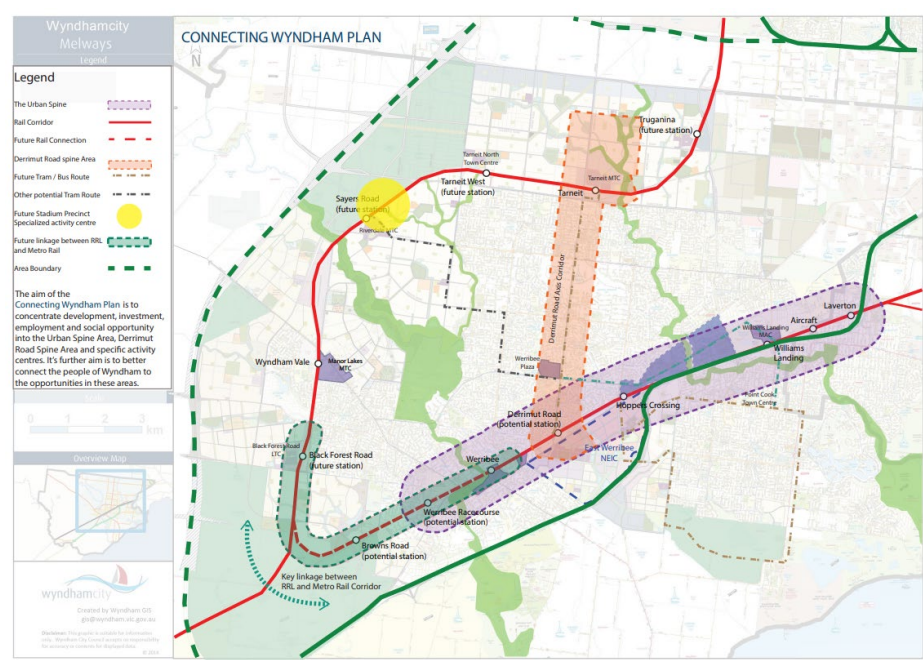 Wyndhamcity
Melways
Legend
CONNECTING WYNDHAM PLAN
N
Legend
The Urban Spine
Rail Corridor
Future Rail Connection
Derrimut Road spine Area
Future Tram / Bus Route
Other potential Tram Route
Future Stadium Precinct
Specialized activity centre
Future linkage between RRL
and Metro Rail
Area Boundary
The aim of the
Connecting Wyndham Plan is to
concentrate development, investment,
employment and social opportunity
into the Urban Spine Area, Derrimut
Road Spine Area and specific activity
centres. It's further aim is to better
connect the people of Wyndham to
the opportunities in these areas.
0 1 2 3
km
Overview Map
wyndhamcity
Created by Wyndham GIS
gis@wyndham.vic.gov.au
© 2014
Truganina
(future station)
Tarneit North
Town Centre
Tarneit West
(future station)
Tarneit MTC
Tarneit
Sayers Road
(future station)
Derrimut Road Axis Corridor
Laverton
Aircraft
Williams Landing
MAC
Williams
Landing
Wyndham Vale
Manor Lakes
MTC
Werribee
Plaza
Hoppers Crossing
Point Cook
Town Centre
Derrimut Road
(potential station)
East Werribee
NEIC
Black Forest Road
LTC
Black Forest Road
(future station)
Werribee
Werribee Racecourse
(potential station)
Browns Road
(potential station)
Key linkage between
RRL and Metro Rail Corridor